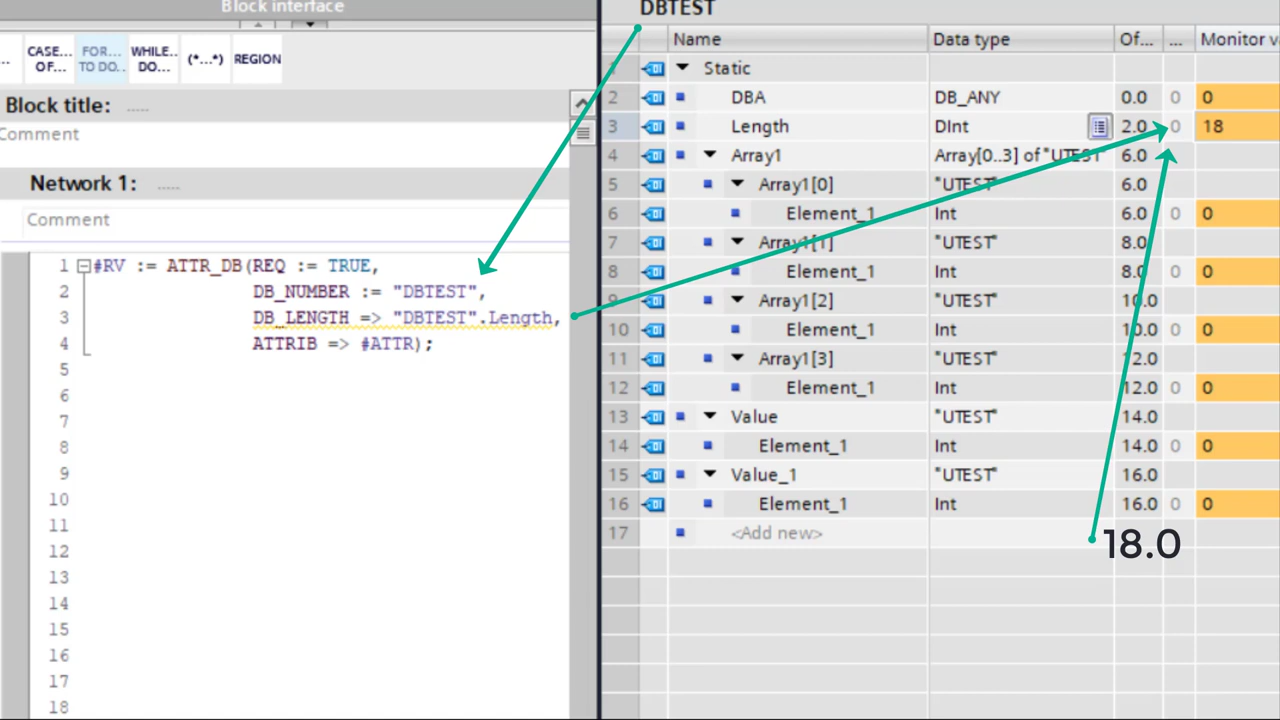 Block interface
CASE... OF...
FOR... TO DO..
WHILE.. DO...
(*...*)
REGION
Block title: .....
Comment
Network 1: .....
Comment
1 #RV := ATTR_DB(REQ := TRUE,
2 DB_NUMBER := "DBTEST",
3 DB_LENGTH => "DBTEST".Length,
4 ATTRIB => #ATTR);
5
6
7
8
9
10
11
12
13
14
15
16
17
18
DBTEST
Name Data type Of... ... Monitor v
1 Static
2 DBA DB_ANY 0.0 0 0
3 Length DInt 2.0 0 18
4 Array1 Array[0..3] of "UTEST" 6.0
5 Array1[0] "UTEST" 6.0
6 Element_1 Int 6.0 0 0
7 Array1[1] "UTEST" 8.0
8 Element_1 Int 8.0 0 0
9 Array1[2] "UTEST" 10.0
10 Element_1 Int 10.0 0 0
11 Array1[3] "UTEST" 12.0
12 Element_1 Int 12.0 0 0
13 Value "UTEST" 14.0
14 Element_1 Int 14.0 0 0
15 Value_1 "UTEST" 16.0
16 Element_1 Int 16.0 0 0
17 <Add new>
18.0